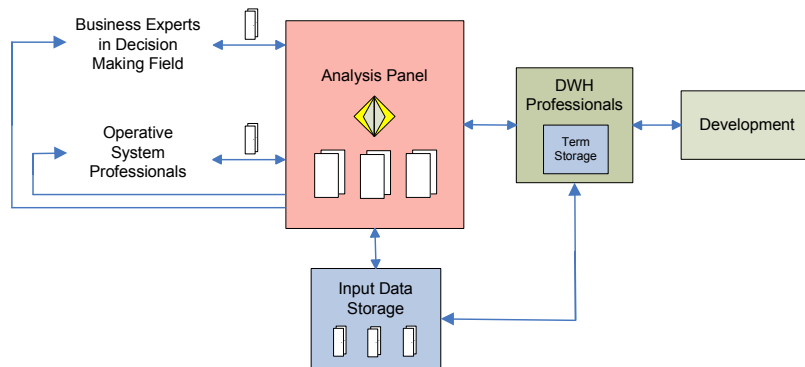 Business Experts
in Decision
Making Field
Operative
System
Professionals
Analysis Panel
DWH
Professionals
Term
Storage
Development
Input Data
Storage